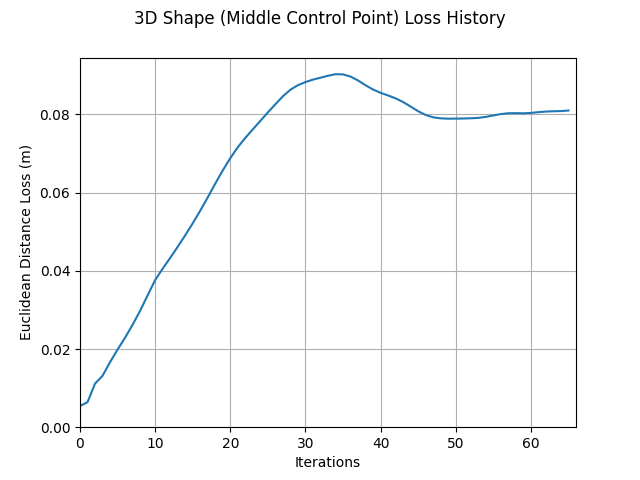 3D Shape (Middle Control Point) Loss History
Euclidean Distance Loss (m)
0.08
0.06
0.04
0.02
0.00
0 10 20 30 40 50 60
Iterations